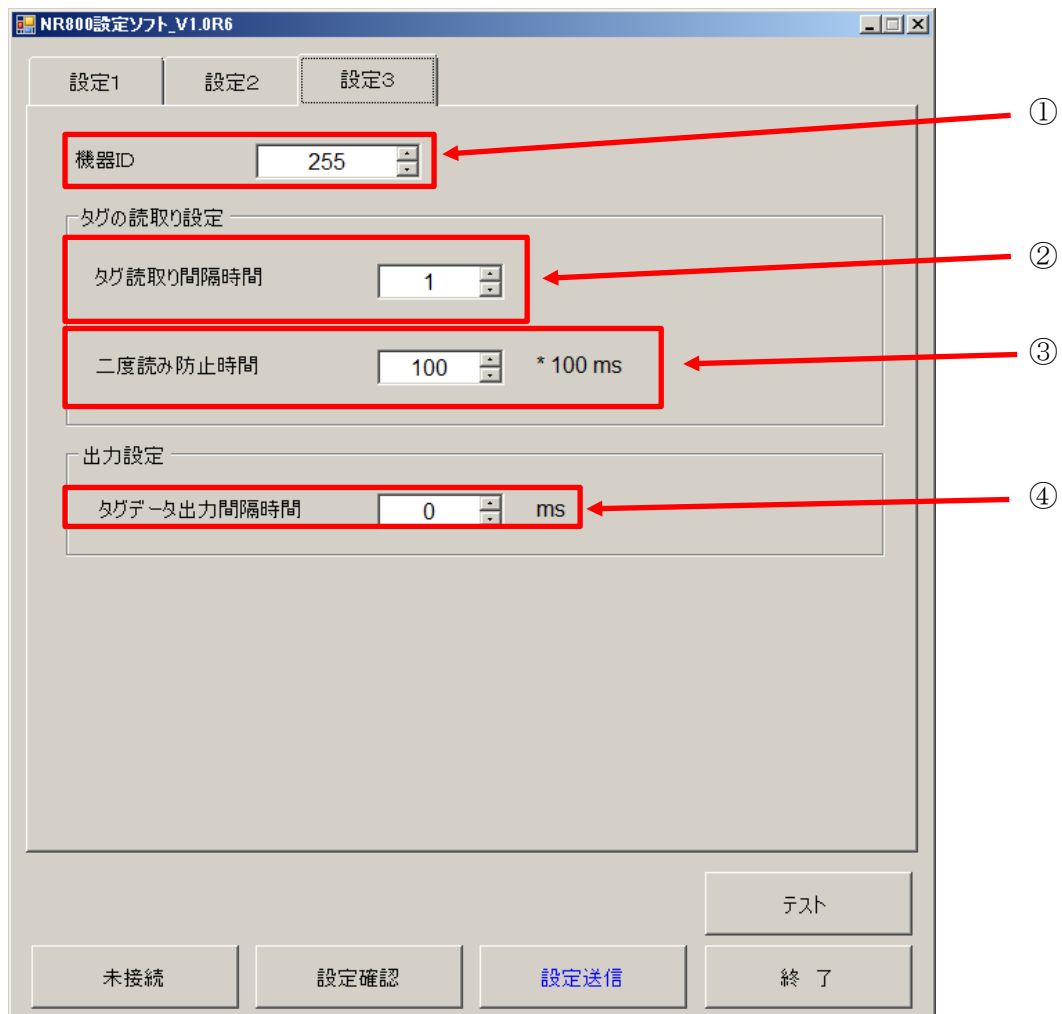 NR800設定ソフト_V1.0R6
設定1 設定2 設定3
①
機器ID 255
タグの読取り設定
②
タグ読取り間隔時間 1
③
二度読み防止時間 100 * 100 ms
出力設定
④
タグデータ出力間隔時間 0 ms
テスト
未接続 設定確認 設定送信 終 了